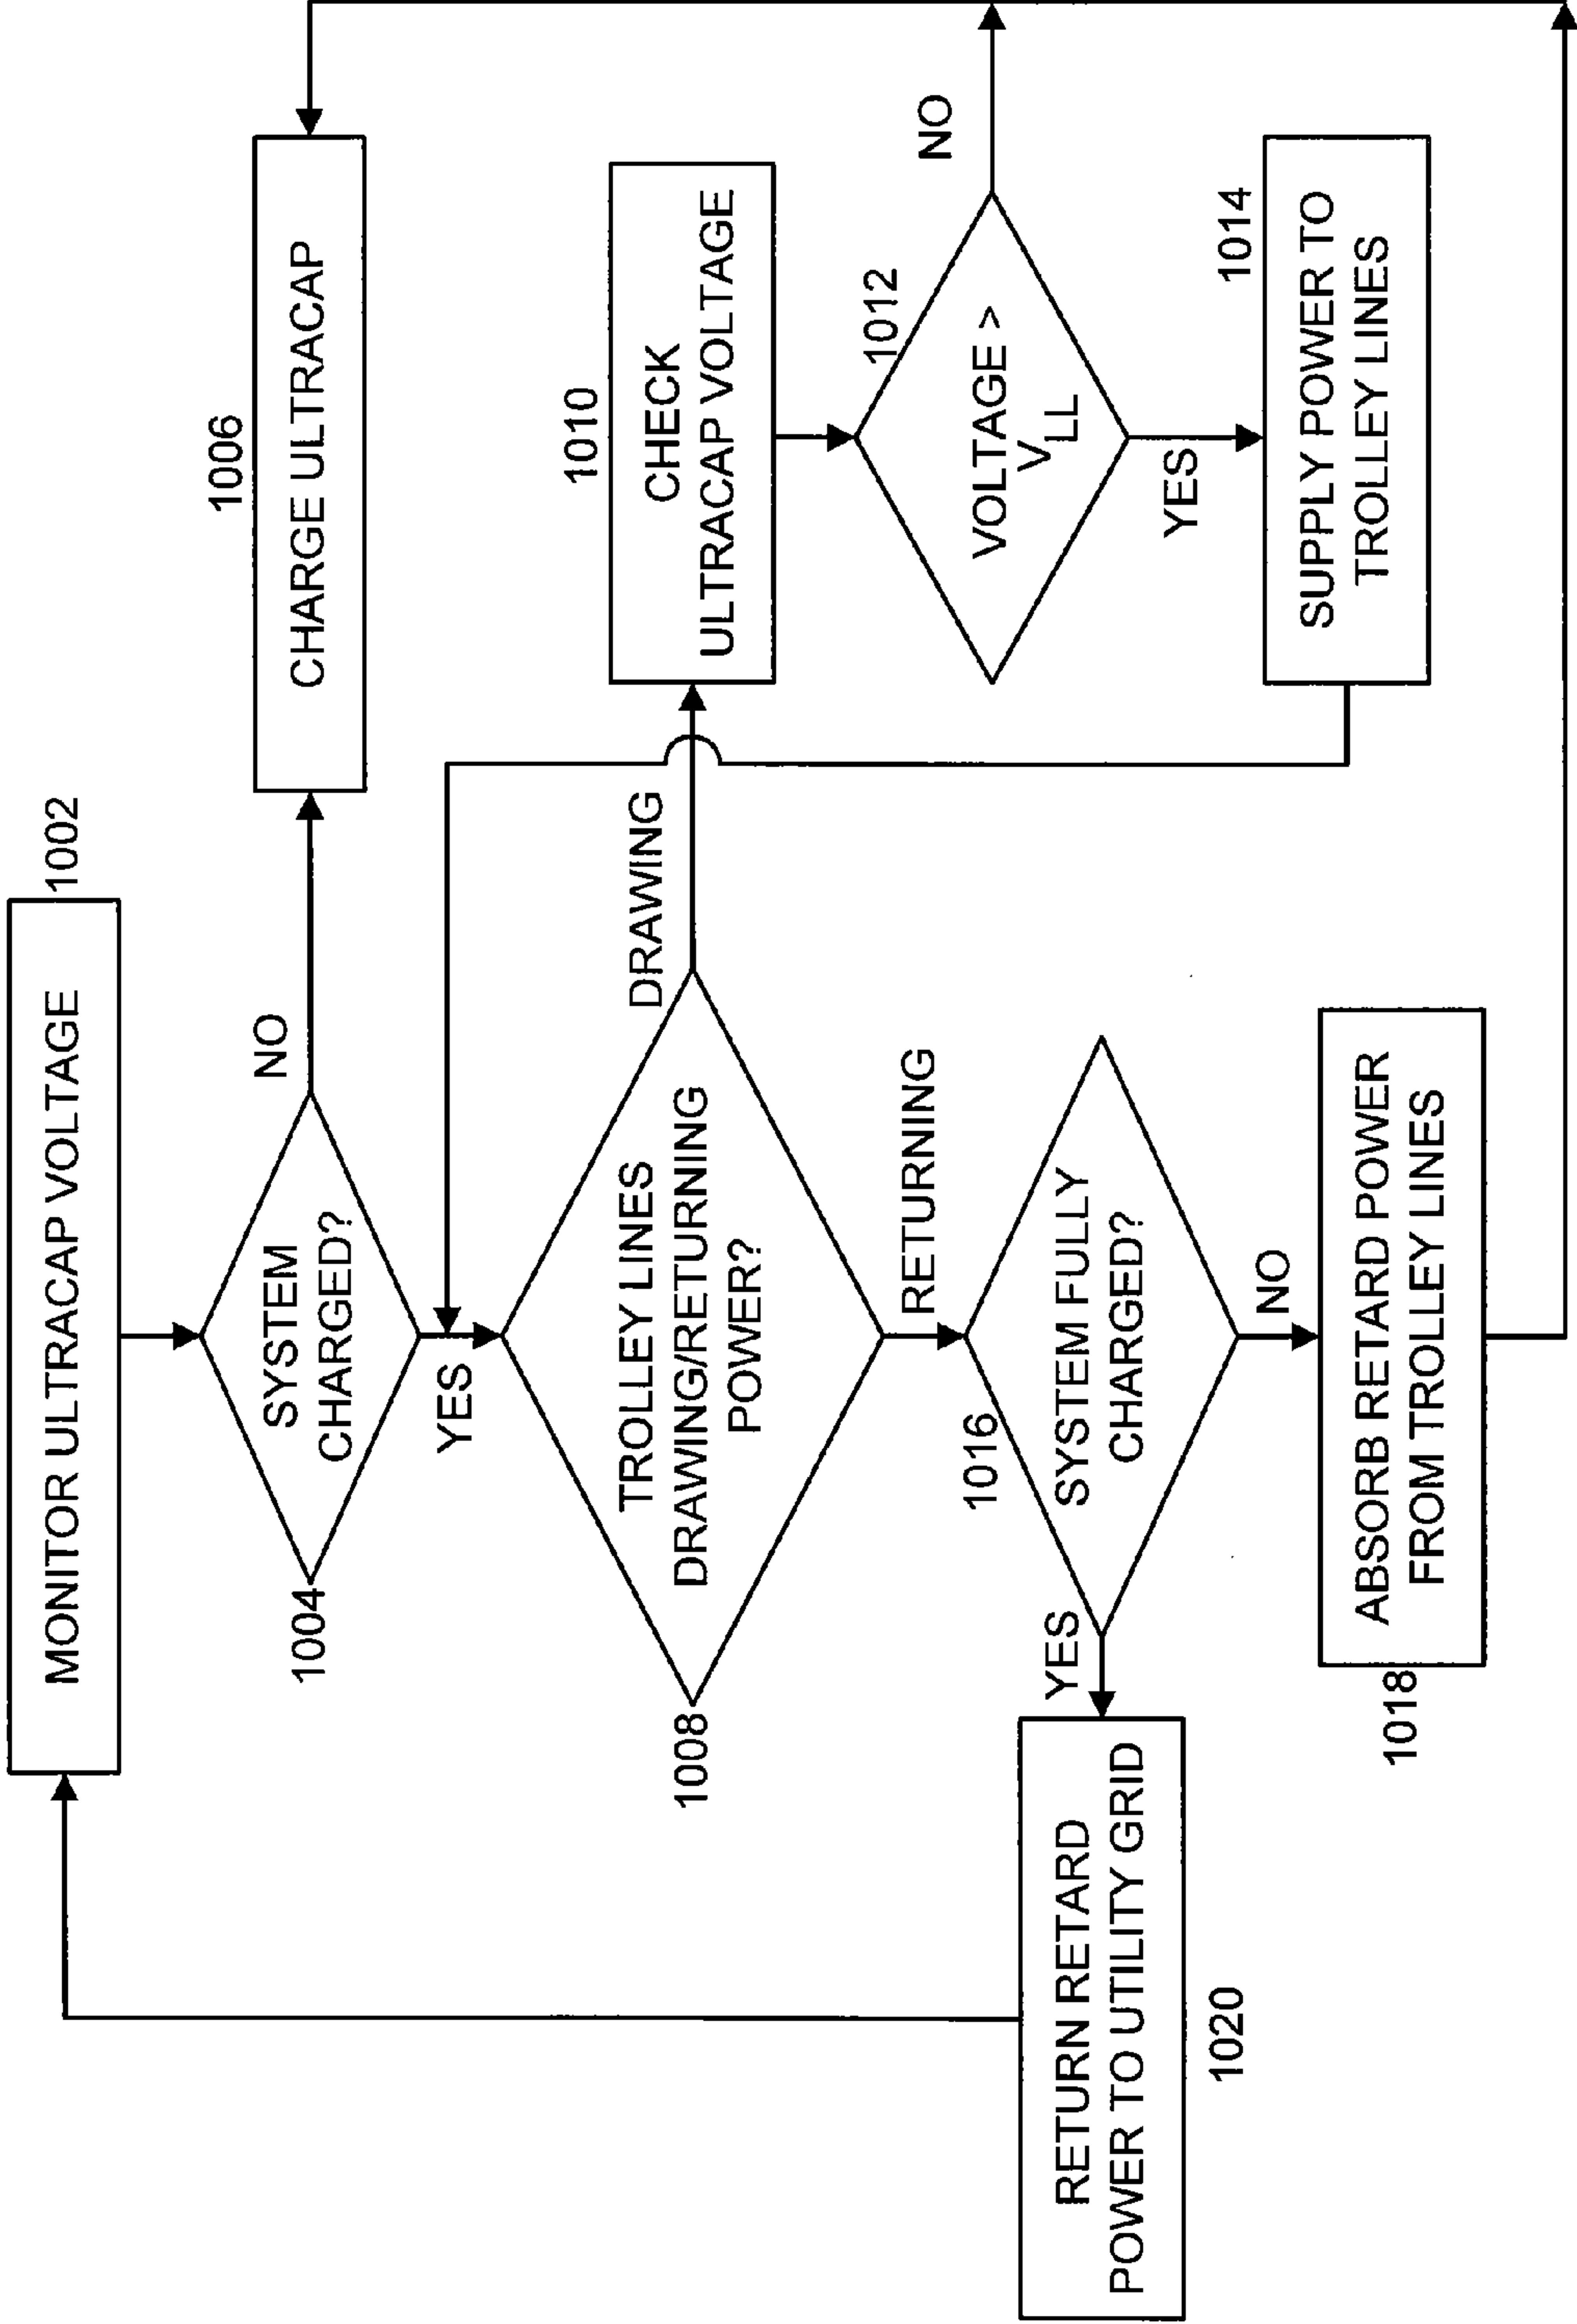 MONITOR ULTRACAP VOLTAGE
1002
SYSTEM
CHARGED?
1004
NO
CHARGE ULTRACAP
1006
YES
TROLLEY LINES
DRAWING/RETURNING
POWER?
1008
DRAWING
1010
CHECK
ULTRACAP VOLTAGE
1012
VOLTAGE >
VLL
NO
YES
1014
SUPPLY POWER TO
TROLLEY LINES
RETURNING
1016
SYSTEM FULLY
CHARGED?
YES
NO
RETURN RETARD
POWER TO UTILITY GRID
1020
ABSORB RETARD POWER
FROM TROLLEY LINES
1018